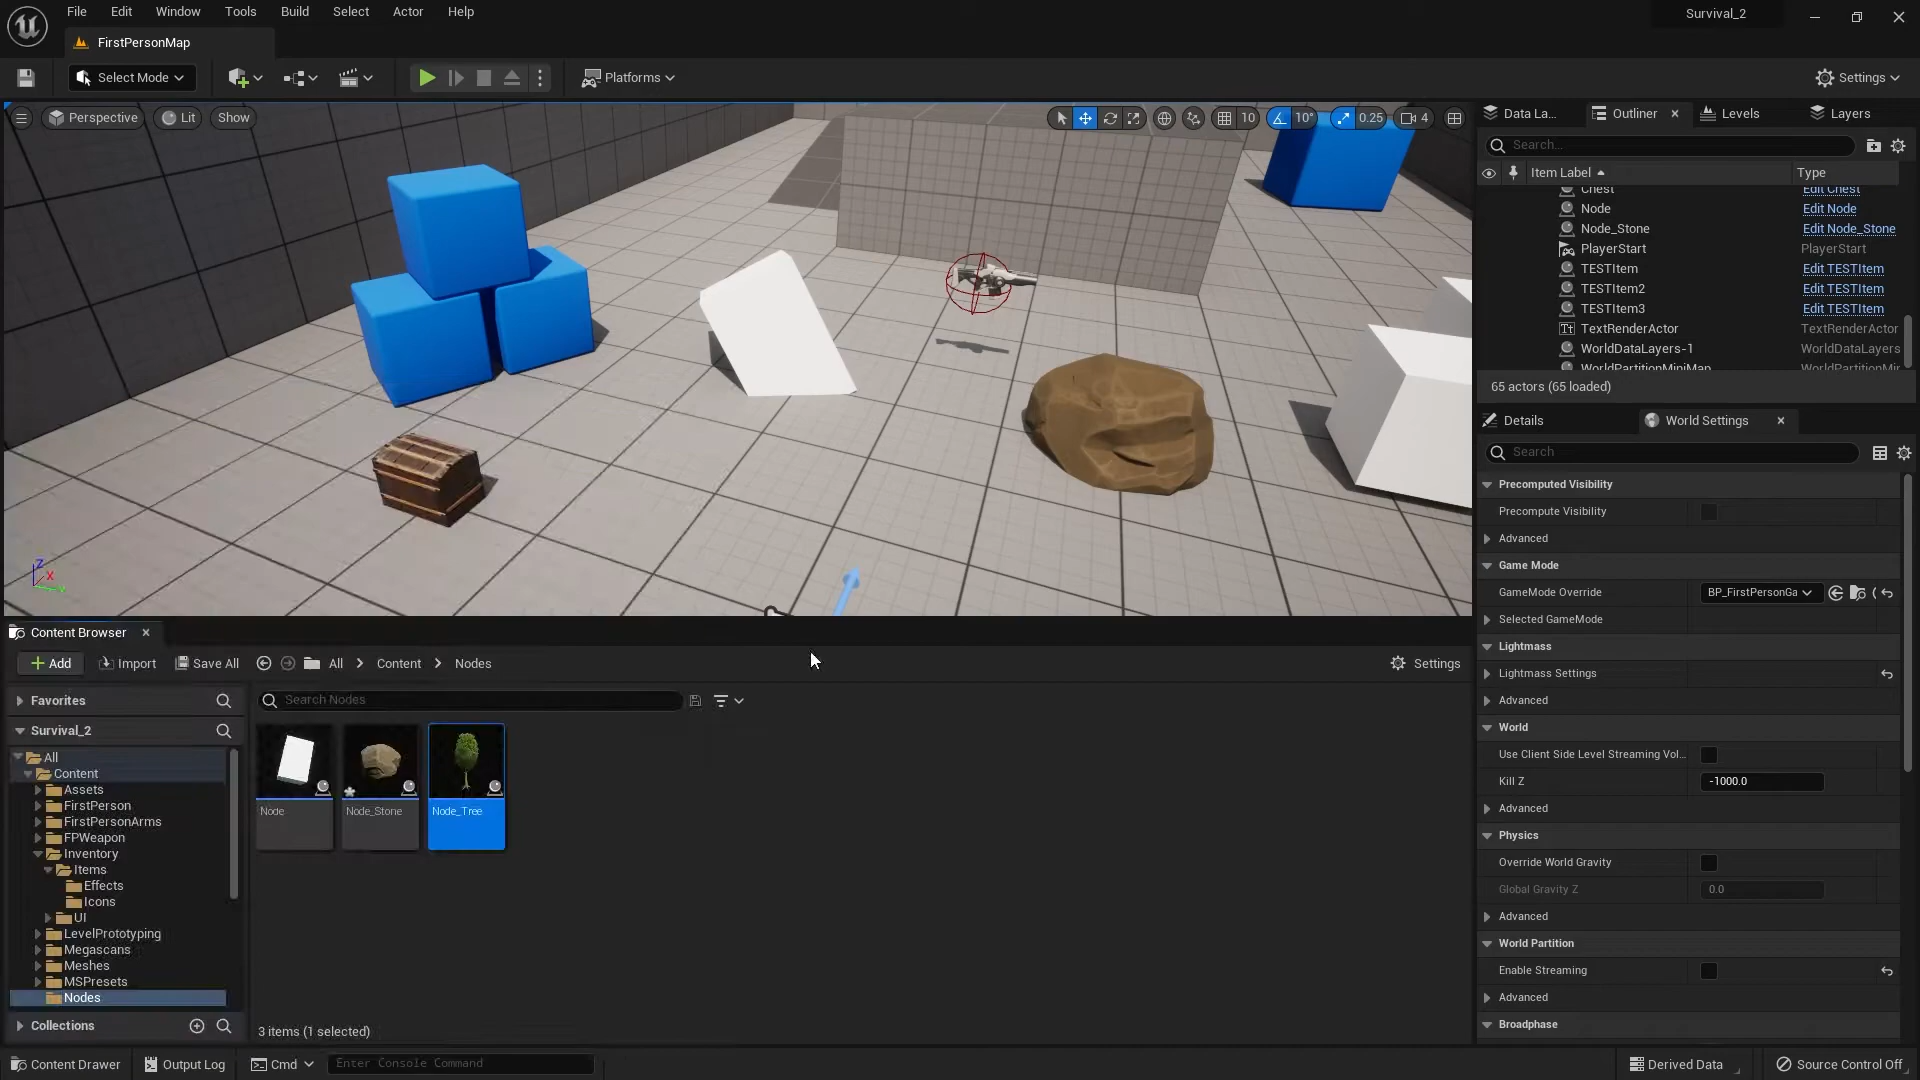 File Edit Window Tools Build Select Actor Help
Survival_2
FirstPersonMap
Select Mode
Platforms
Settings
Perspective Lit Show
10 10° 0.25 4
Data La... Outliner Levels Layers
Search...
Item Label Type
Chest Edit Chest
Node Edit Node
Node_Stone Edit Node_Stone
PlayerStart PlayerStart
TESTItem Edit TESTItem
TESTItem2 Edit TESTItem
TESTItem3 Edit TESTItem
TextRenderActor TextRenderActor
WorldDataLayers-1 WorldDataLayers
WorldPartitionMiniMap WorldPartitionMin
65 actors (65 loaded)
Details World Settings
Search
Precomputed Visibility
Precompute Visibility
Advanced
Game Mode
GameMode Override BP_FirstPersonGa
Selected GameMode
Lightmass
Lightmass Settings
Advanced
World
Use Client Side Level Streaming Vol...
Kill Z -1000.0
Advanced
Physics
Override World Gravity
Global Gravity Z 0.0
Advanced
World Partition
Enable Streaming
Advanced
Broadphase
Z
X
Y
Content Browser
Add Import Save All All Content Nodes Settings
Favorites
Search Nodes
Survival_2
All
Content
Assets
FirstPerson
FirstPersonArms
FPWeapon
Inventory
Items
Effects
Icons
UI
LevelPrototyping
Megascans
Meshes
MSPresets
Nodes
Collections
Node Node_Stone Node_Tree
3 items (1 selected)
Content Drawer Output Log Cmd Enter Console Command Derived Data Source Control Off